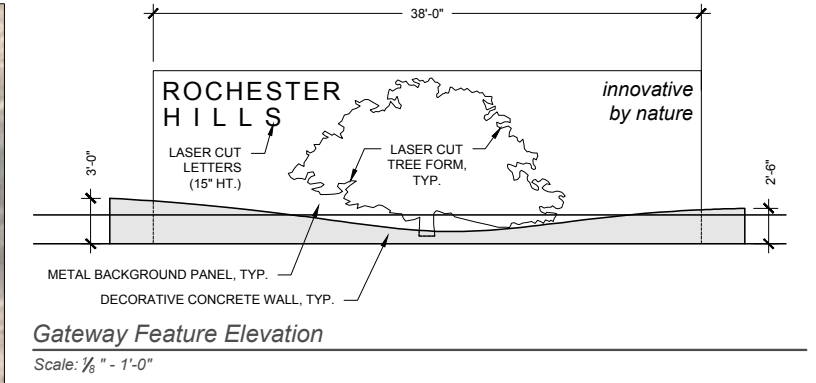 38'-0"
ROCHESTER
HILLS
innovative
by nature
LASER CUT
LETTERS
(15" HT.)
LASER CUT
TREE FORM,
TYP.
3'-0"
2'-6"
METAL BACKGROUND PANEL, TYP.
DECORATIVE CONCRETE WALL, TYP.
Gateway Feature Elevation
Scale: 1/8 " - 1'-0"